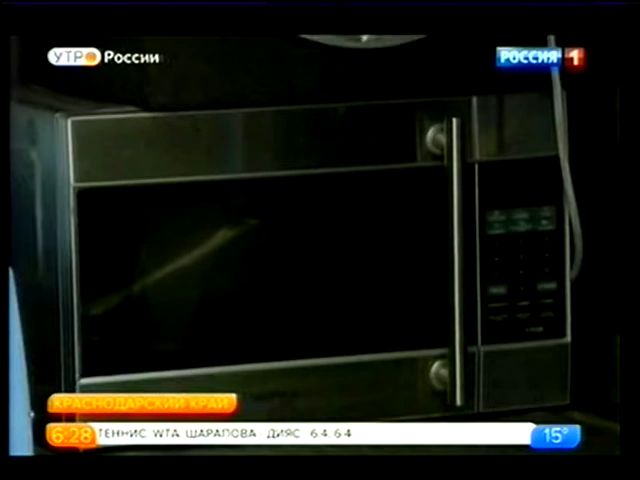 УТРО России
РОССИЯ 1
КРАСНОДАРСКИЙ КРАЙ
6:28 ТЕННИС. WTA. ШАРАПОВА - ДИЯС 6:4, 6:4 15°